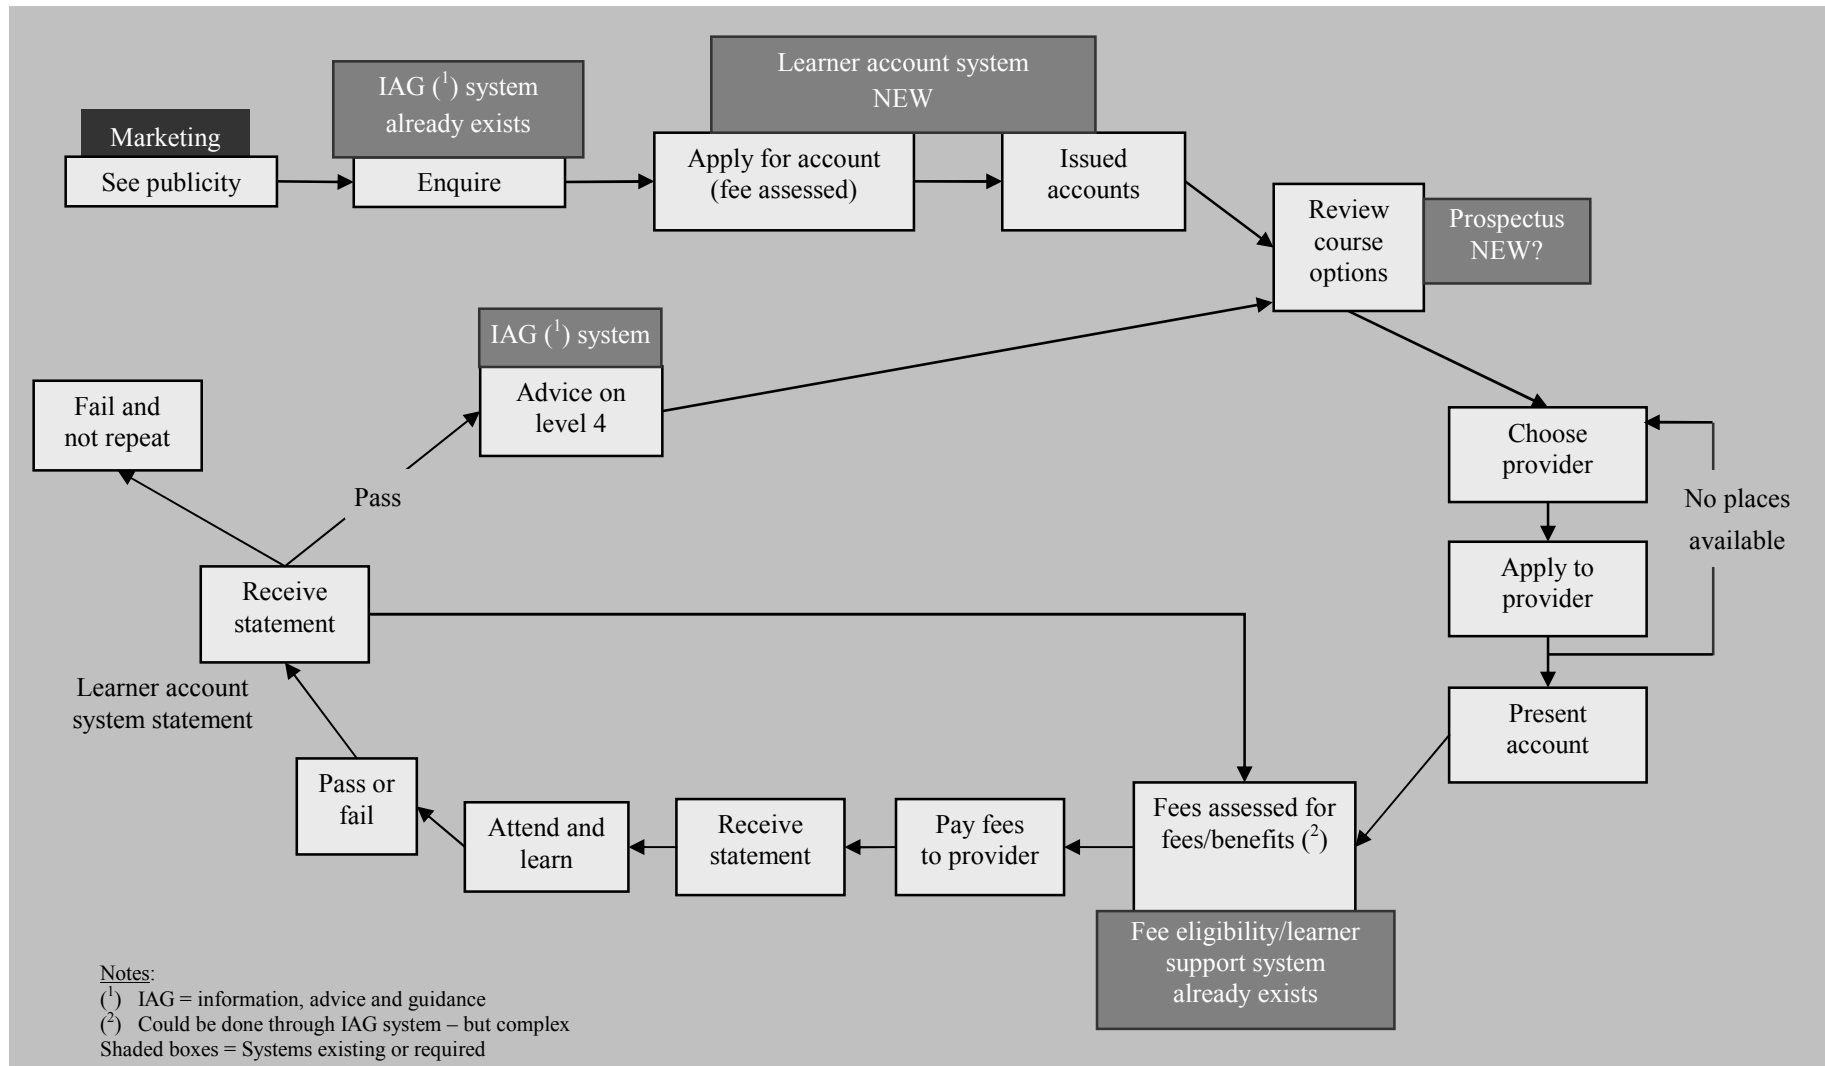 Marketing
See publicity
IAG (¹) system
already exists
Enquire
Learner account system
NEW
Apply for account
(fee assessed)
Issued
accounts
Review
course
options
Prospectus
NEW?
IAG (¹) system
Advice on
level 4
Fail and
not repeat
Pass
Choose
provider
No places
available
Apply to
provider
Receive
statement
Learner account
system statement
Present
account
Pass or
fail
Attend and
learn
Receive
statement
Pay fees
to provider
Fees assessed for
fees/benefits (²)
Fee eligibility/learner
support system
already exists
Notes:
(¹) IAG = information, advice and guidance
(²) Could be done through IAG system – but complex
Shaded boxes = Systems existing or required